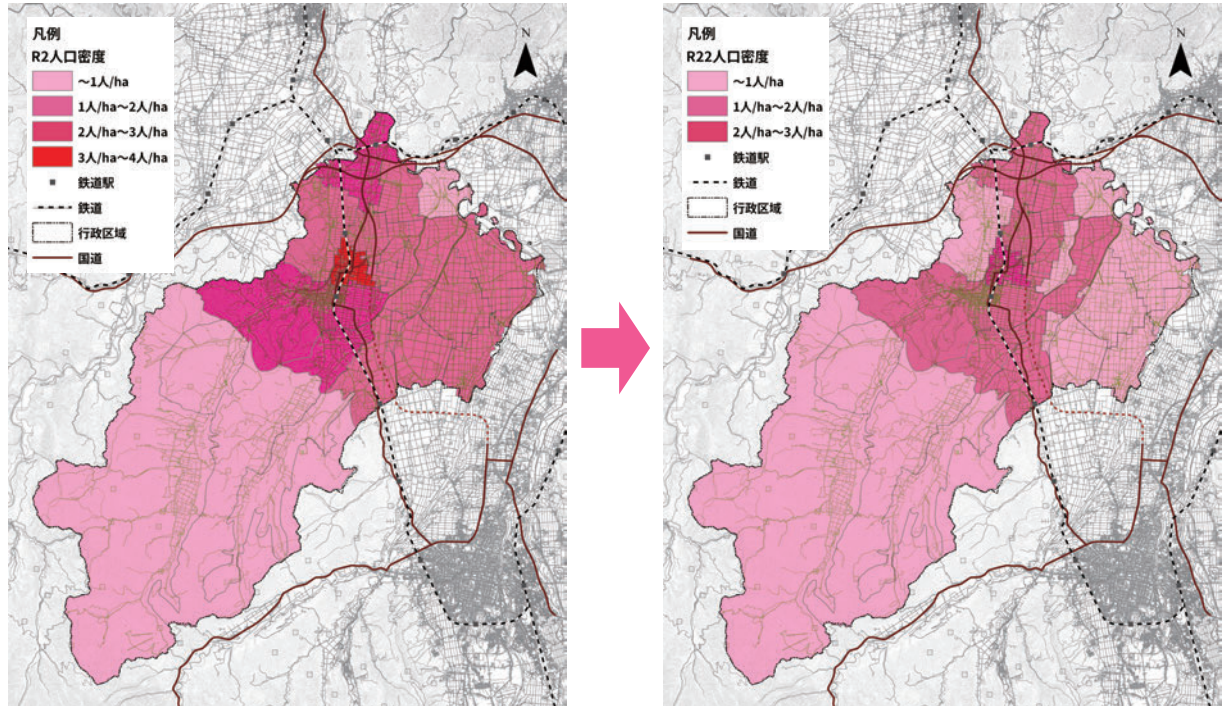 凡例
R2人口密度
～1人/ha
1人/ha～2人/ha
2人/ha～3人/ha
3人/ha～4人/ha
鉄道駅
鉄道
行政区域
国道
N
凡例
R22人口密度
～1人/ha
1人/ha～2人/ha
2人/ha～3人/ha
鉄道駅
鉄道
行政区域
国道
N